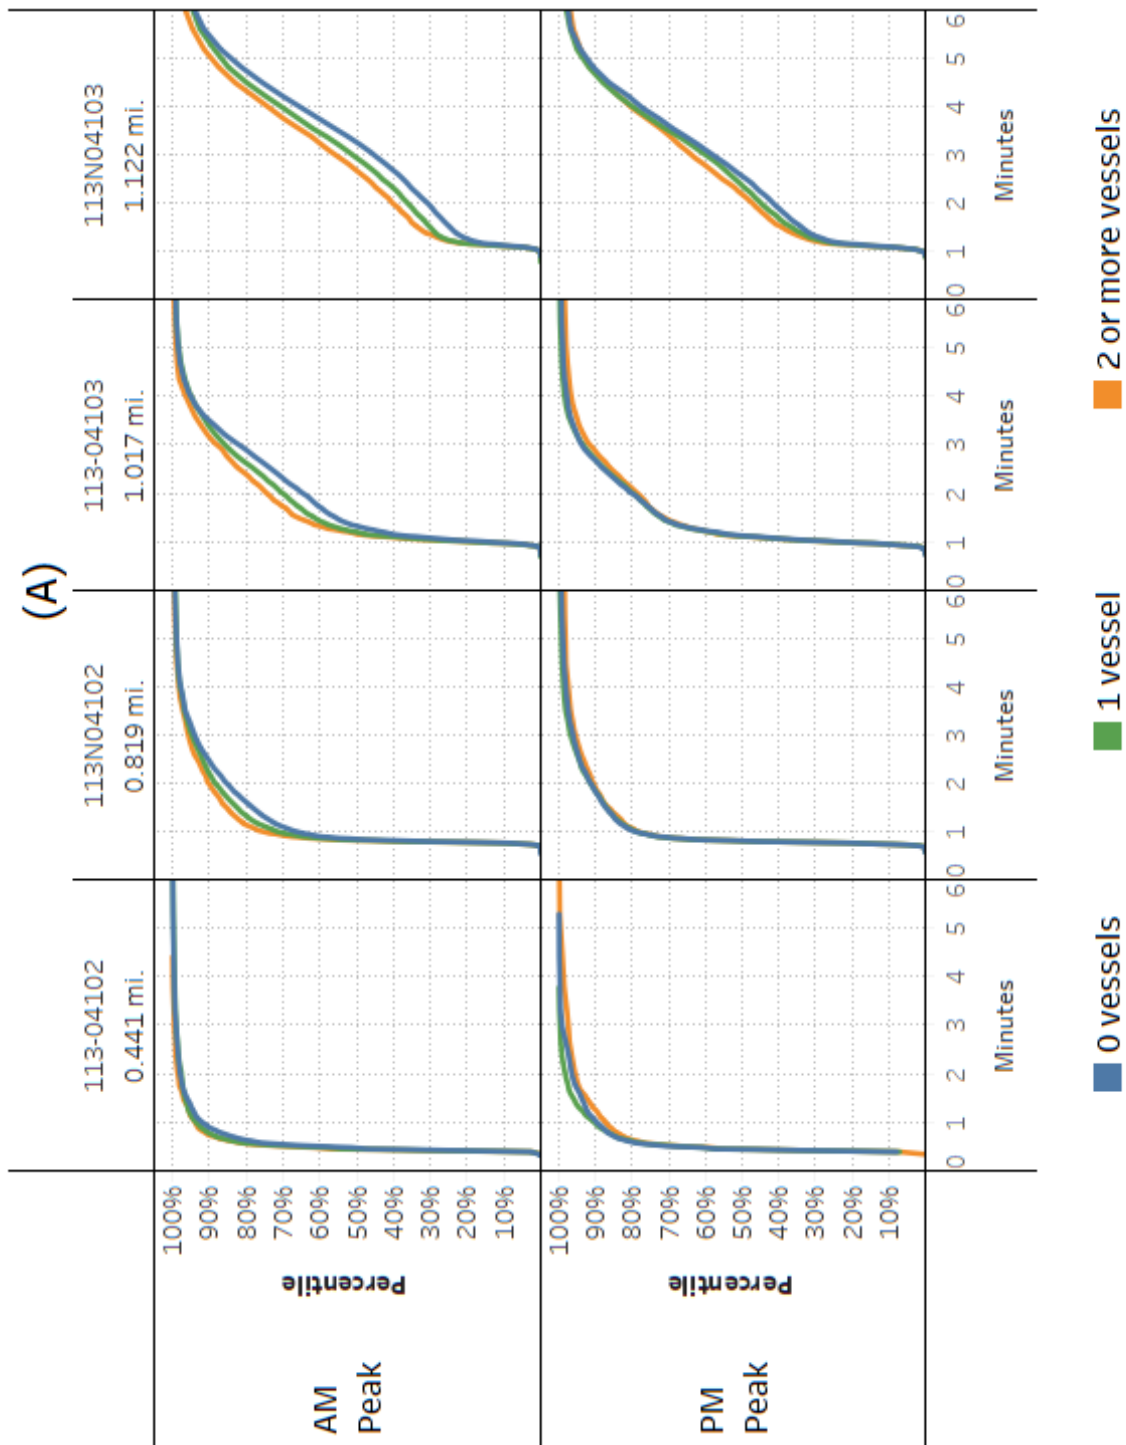 (A)
113-04102 113N04102 113-04103 113N04103
0.441 mi. 0.819 mi. 1.017 mi. 1.122 mi.
AM
Peak
Percentile
100%
90%
80%
70%
60%
50%
40%
30%
20%
10%
PM
Peak
Percentile
100%
90%
80%
70%
60%
50%
40%
30%
20%
10%
0 1 2 3 4 5 6 0 1 2 3 4 5 6 0 1 2 3 4 5 6 0 1 2 3 4 5 6
Minutes Minutes Minutes Minutes
0 vessels 1 vessel 2 or more vessels